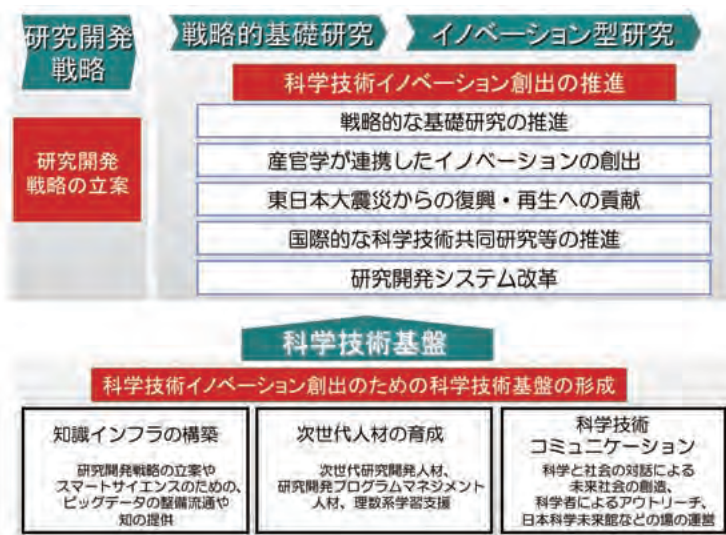 研究開発
戦略
戦略的基礎研究
イノベーション型研究
研究開発
戦略の立案
科学技術イノベーション創出の推進
戦略的な基礎研究の推進
産官学が連携したイノベーションの創出
東日本大震災からの復興・再生への貢献
国際的な科学技術共同研究等の推進
研究開発システム改革
科学技術基盤
科学技術イノベーション創出のための科学技術基盤の形成
知識インフラの構築
研究開発戦略の立案や
スマートサイエンスのための、
ビッグデータの整備流通や
知の提供
次世代人材の育成
次世代研究開発人材、
研究開発プログラムマネジメント
人材、理数系学習支援
科学技術
コミュニケーション
科学と社会の対話による
未来社会の創造、
科学者によるアウトリーチ、
日本科学未来館などの場の運営